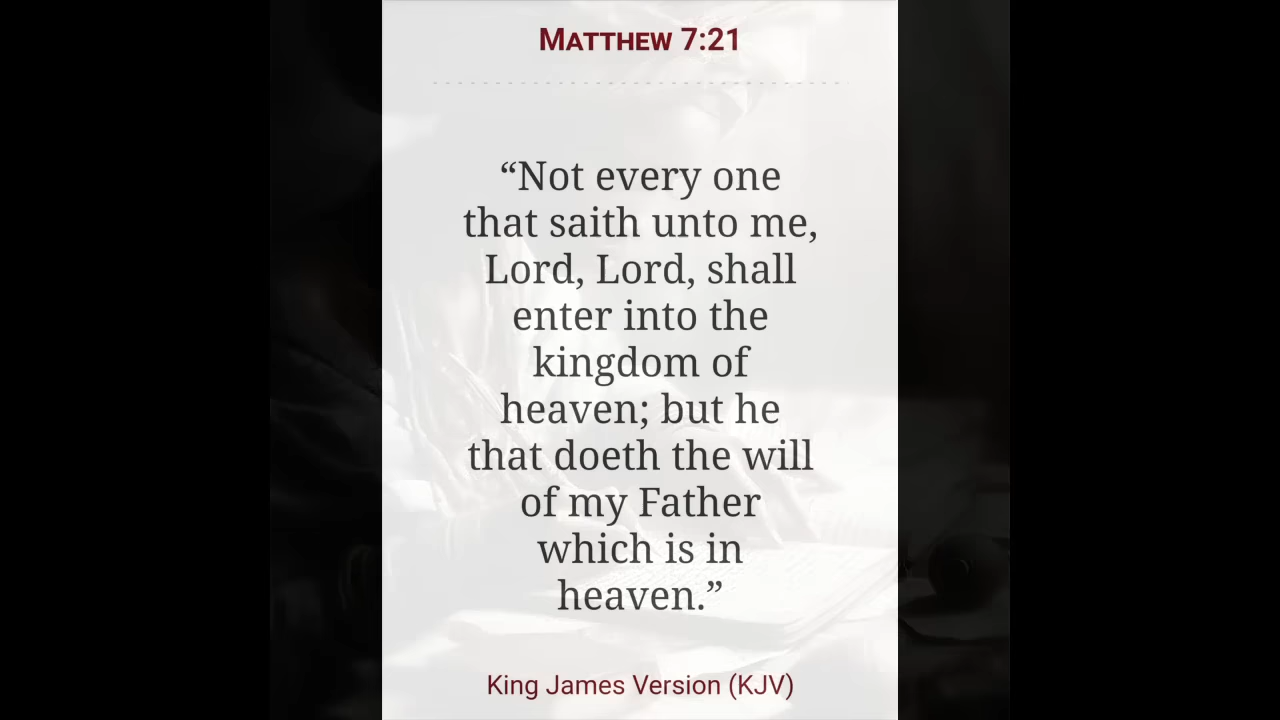 Matthew 7:21
“Not every one
that saith unto me,
Lord, Lord, shall
enter into the
kingdom of
heaven; but he
that doeth the will
of my Father
which is in
heaven.”
King James Version (KJV)